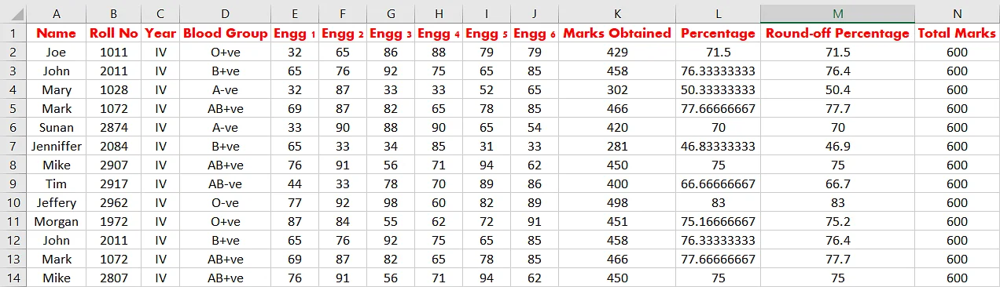 A B C D E F G H I J K L M N
1 Name Roll No Year Blood Group Engg 1 Engg 2 Engg 3 Engg 4 Engg 5 Engg 6 Marks Obtained Percentage Round-off Percentage Total Marks
2 Joe 1011 IV O+ve 32 65 86 88 79 79 429 71.5 71.5 600
3 John 2011 IV B+ve 65 76 92 75 65 85 458 76.33333333 76.4 600
4 Mary 1028 IV A-ve 32 87 33 33 52 65 302 50.33333333 50.4 600
5 Mark 1072 IV AB+ve 69 87 82 65 78 85 466 77.66666667 77.7 600
6 Sunan 2874 IV A-ve 33 90 88 90 65 54 420 70 70 600
7 Jenniffer 2084 IV B+ve 65 33 34 85 31 33 281 46.83333333 46.9 600
8 Mike 2907 IV AB+ve 76 91 56 71 94 62 450 75 75 600
9 Tim 2917 IV AB-ve 44 33 78 70 89 86 400 66.66666667 66.7 600
10 Jeffery 2962 IV O-ve 77 92 98 60 82 89 498 83 83 600
11 Morgan 1972 IV O+ve 87 84 55 62 72 91 451 75.16666667 75.2 600
12 John 2011 IV B+ve 65 76 92 75 65 85 458 76.33333333 76.4 600
13 Mark 1072 IV AB+ve 69 87 82 65 78 85 466 77.66666667 77.7 600
14 Mike 2807 IV AB+ve 76 91 56 71 94 62 450 75 75 600